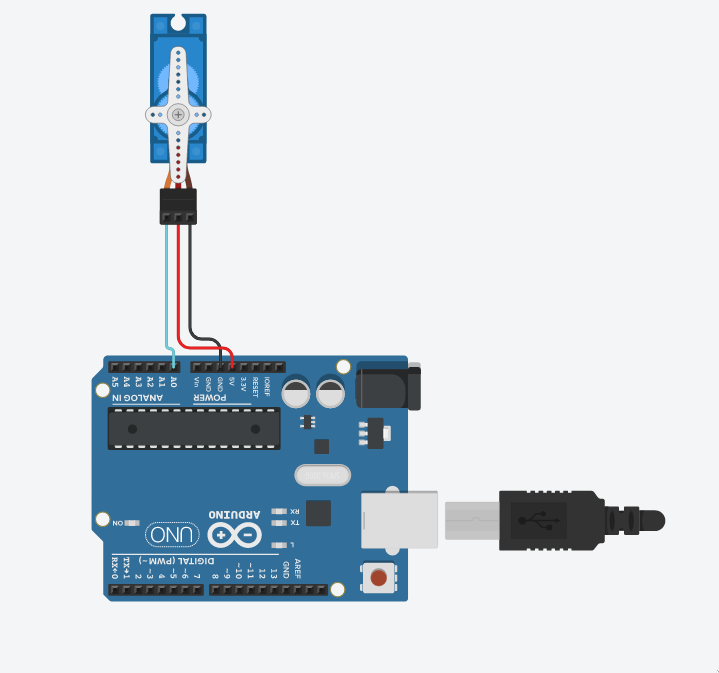 A5 A4 A3 A2 A1 A0
Vin GND GND 5V 3.3V RESET IOREF
ANALOG IN
POWER
ON
UNO
ARDUINO
RX
TX
L
DIGITAL (PWM~)
RX←0 TX→1 2 ~3 4 ~5 ~6 7
8 ~9 ~10 ~11 12 13 GND AREF